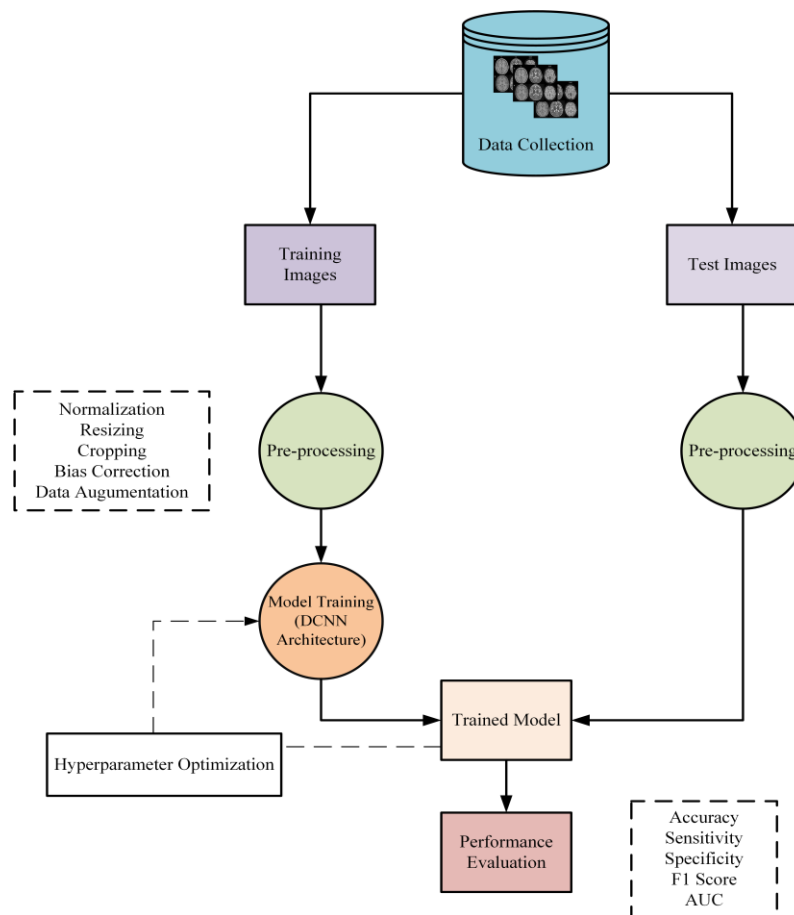 Data Collection
Training
Images
Test Images
Normalization
Resizing
Cropping
Bias Correction
Data Augumentation
Pre-processing
Pre-processing
Model Training
(DCNN
Architecture)
Trained Model
Hyperparameter Optimization
Performance
Evaluation
Accuracy
Sensitivity
Specificity
F1 Score
AUC